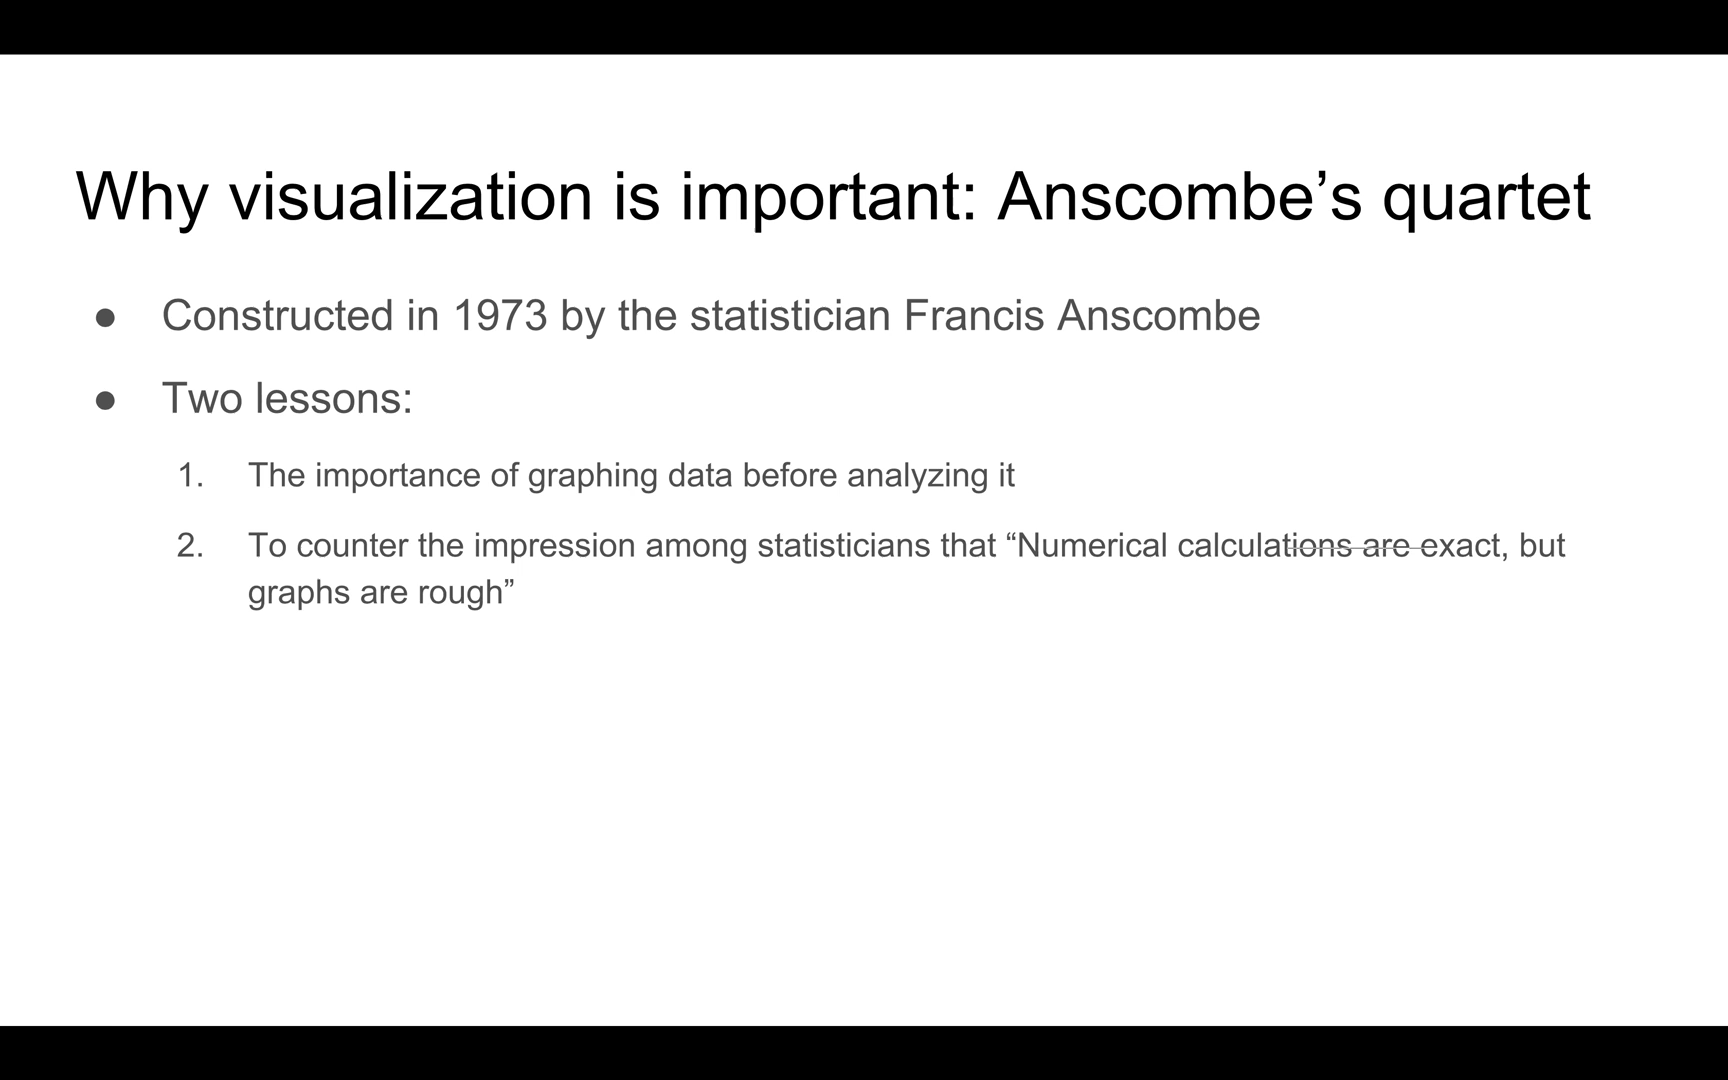 Why visualization is important: Anscombe’s quartet
● Constructed in 1973 by the statistician Francis Anscombe
● Two lessons:
1. The importance of graphing data before analyzing it
2. To counter the impression among statisticians that “Numerical calculations are exact, but
graphs are rough”